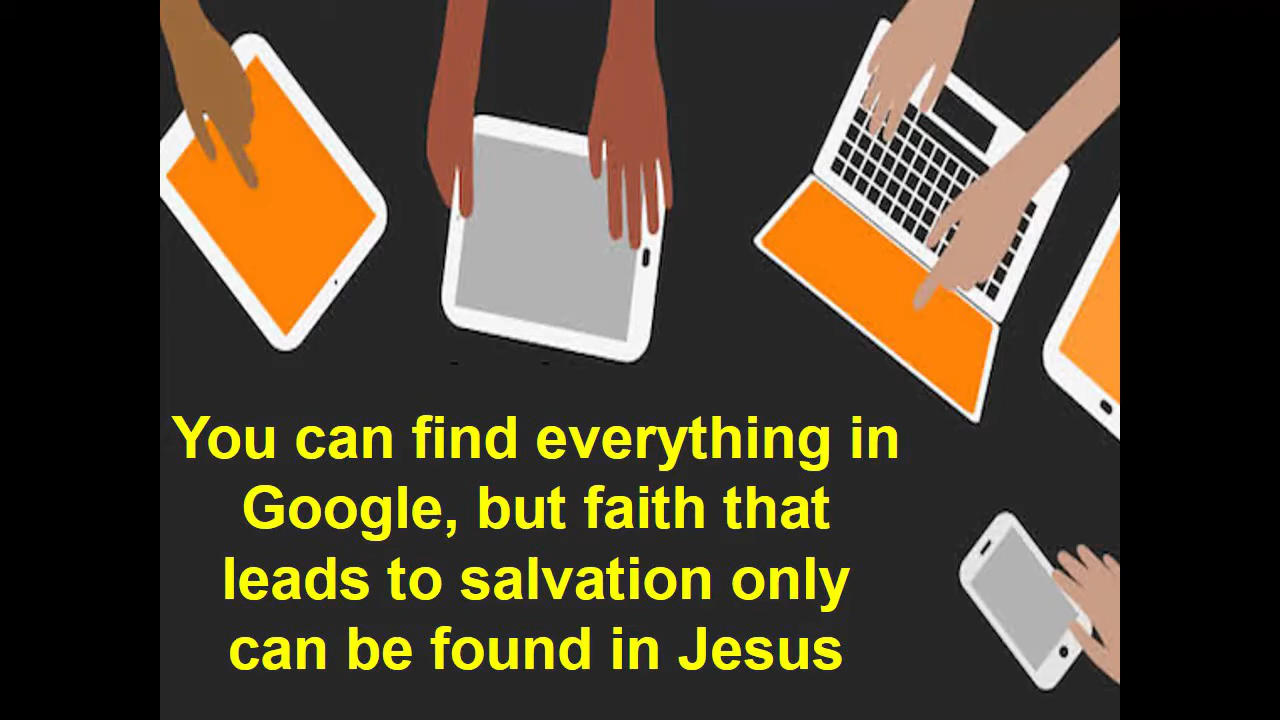 You can find everything in
Google, but faith that
leads to salvation only
can be found in Jesus